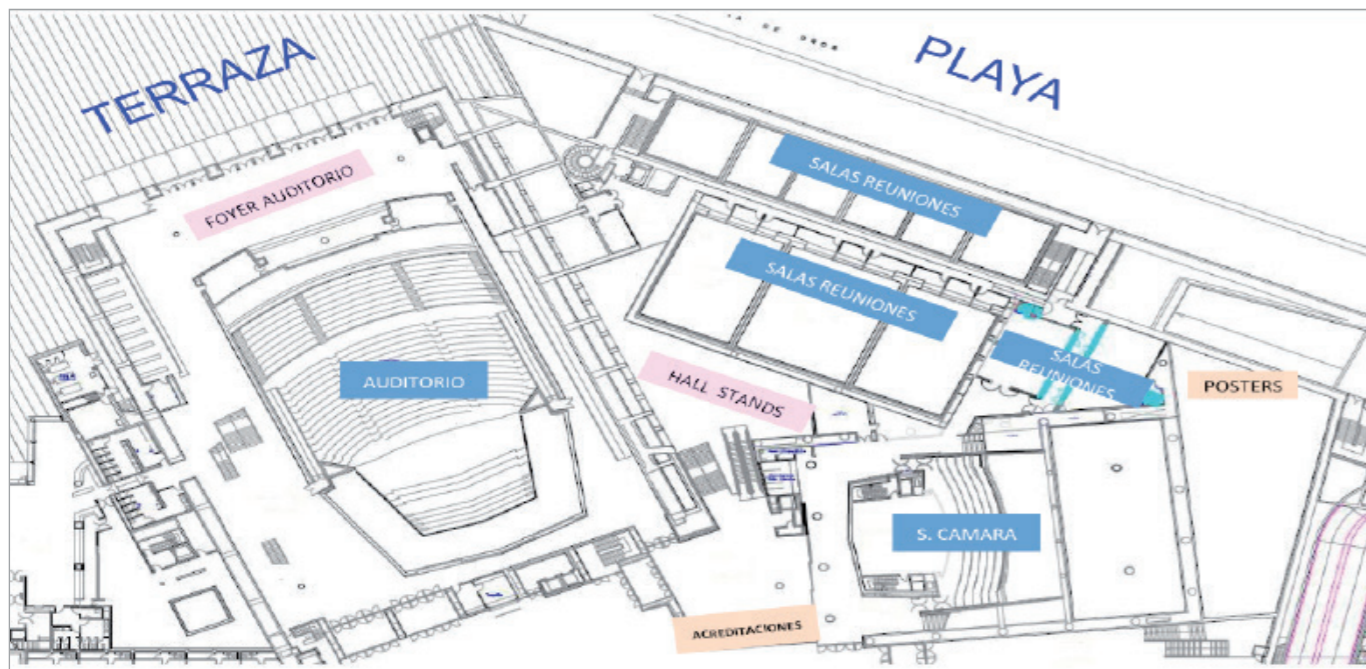 TERRAZA
PLAYA
FOYER AUDITORIO
SALAS REUNIONES
SALAS REUNIONES
SALAS
REUNIONES
AUDITORIO
HALL STANDS
POSTERS
S. CAMARA
ACREDITACIONES